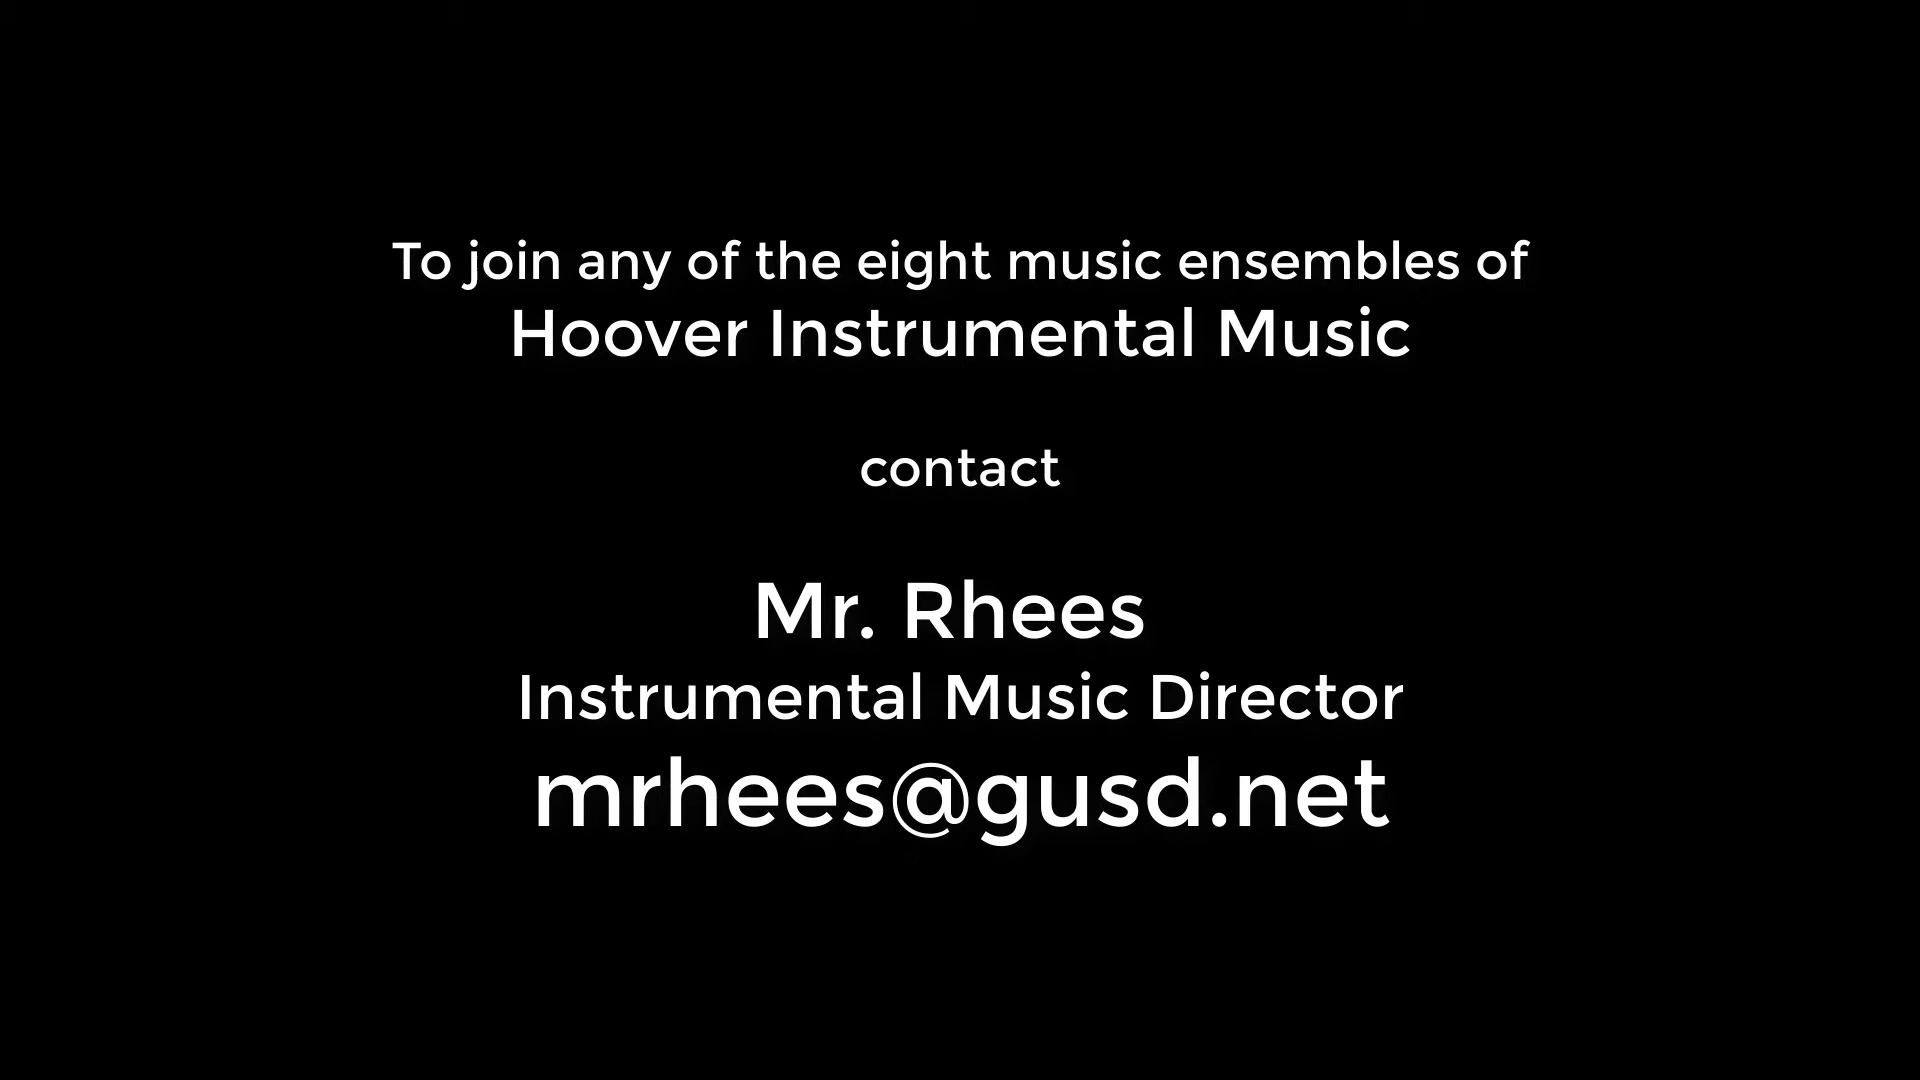 To join any of the eight music ensembles of
Hoover Instrumental Music
contact
Mr. Rhees
Instrumental Music Director
mrhees@gusd.net